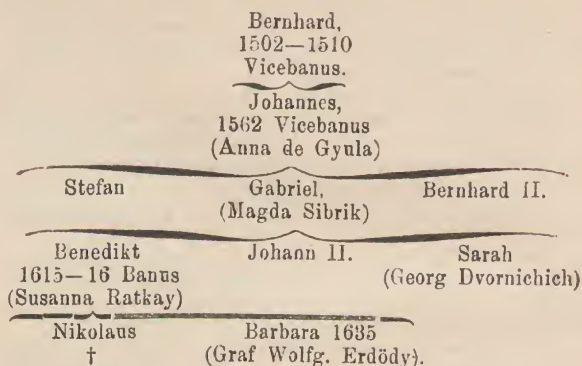 Bernhard,
1502—1510
Vicebanus.
Johannes,
1562 Vicebanus
(Anna de Gyula)
Stefan Gabriel, Bernhard II.
(Magda Sibrik)
Benedikt Johann II. Sarah
1615—16 Banus (Georg Dvornichich)
(Susanna Ratkay)
Nikolaus Barbara 1635
† (Graf Wolfg. Erdödy).